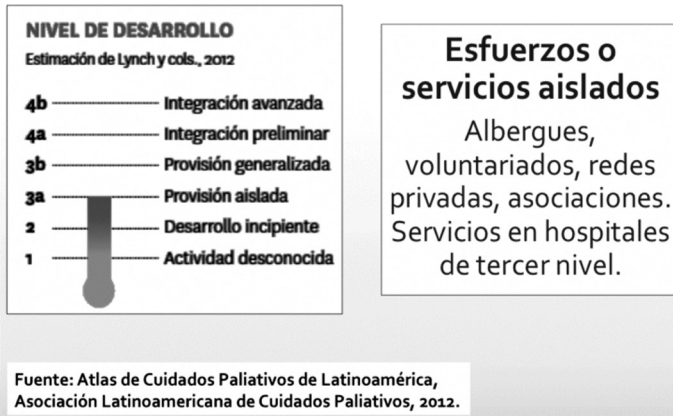 NIVEL DE DESARROLLO
Estimación de Lynch y cols., 2012
4b Integración avanzada
4a Integración preliminar
3b Provisión generalizada
3a Provisión aislada
2 Desarrollo incipiente
1 Actividad desconocida
Esfuerzos o
servicios aislados
Albergues,
voluntariados, redes
privadas, asociaciones.
Servicios en hospitales
de tercer nivel.
Fuente: Atlas de Cuidados Paliativos de Latinoamérica,
Asociación Latinoamericana de Cuidados Paliativos, 2012.